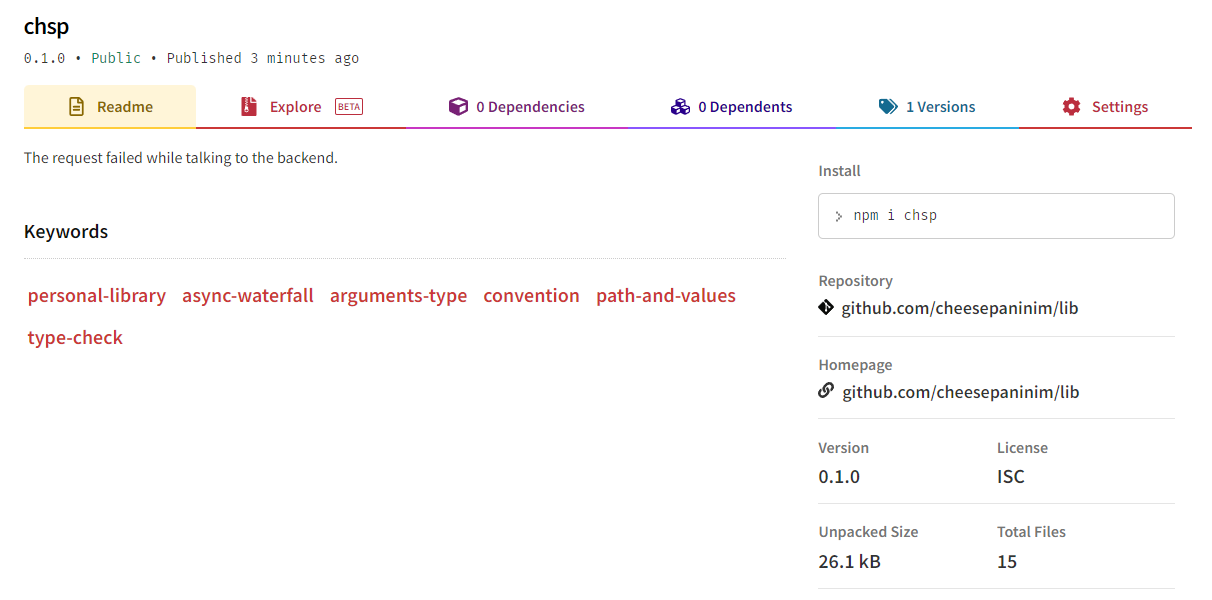 chsp
0.1.0 • Public • Published 3 minutes ago
Readme
Explore BETA
0 Dependencies
0 Dependents
1 Versions
Settings
The request failed while talking to the backend.
Keywords
personal-library async-waterfall arguments-type convention path-and-values
type-check
Install
> npm i chsp
Repository
github.com/cheesepaninim/lib
Homepage
github.com/cheesepaninim/lib
Version License
0.1.0 ISC
Unpacked Size Total Files
26.1 kB 15